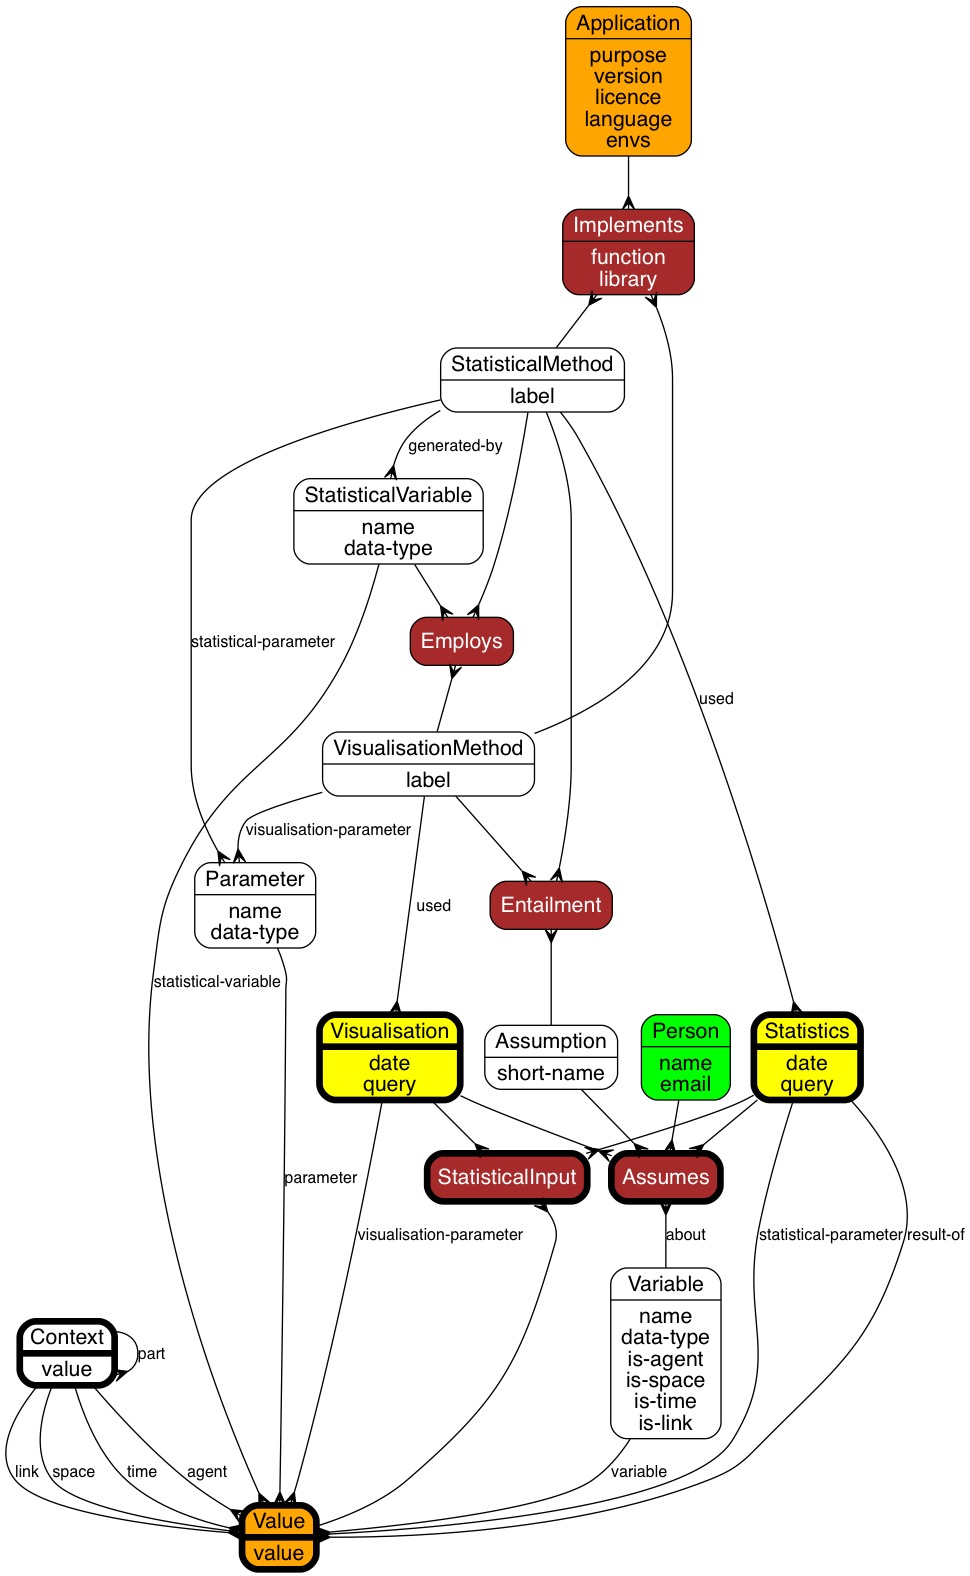 Application
purpose
version
licence
language
envs
Implements
function
library
StatisticalMethod
label
generated-by
StatisticalVariable
name
data-type
statistical-parameter
Employs
used
VisualisationMethod
label
visualisation-parameter
Parameter
name
data-type
used
Entailment
statistical-variable
Visualisation
date
query
Assumption
short-name
Person
name
email
Statistics
date
query
parameter
StatisticalInput
Assumes
visualisation-parameter
about
statistical-parameter
result-of
Variable
name
data-type
is-agent
is-space
is-time
is-link
Context
value
part
link
space
time
agent
variable
Value
value